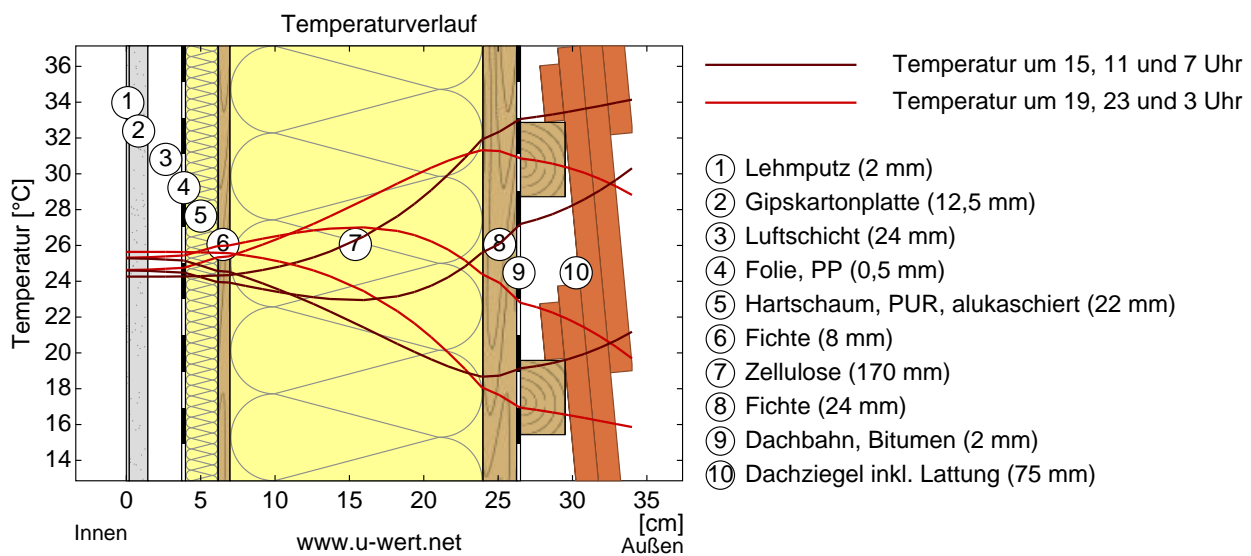 Temperaturverlauf
Temperatur [°C]
36
34
32
30
28
26
24
22
20
18
16
14
1
2
3
4
5
6
7
8
9
10
0
5
10
15
20
25
30
35
[cm]
Innen
www.u-wert.net
Außen
Temperatur um 15, 11 und 7 Uhr
Temperatur um 19, 23 und 3 Uhr
1 Lehmputz (2 mm)
2 Gipskartonplatte (12,5 mm)
3 Luftschicht (24 mm)
4 Folie, PP (0,5 mm)
5 Hartschaum, PUR, alukaschiert (22 mm)
6 Fichte (8 mm)
7 Zellulose (170 mm)
8 Fichte (24 mm)
9 Dachbahn, Bitumen (2 mm)
10 Dachziegel inkl. Lattung (75 mm)